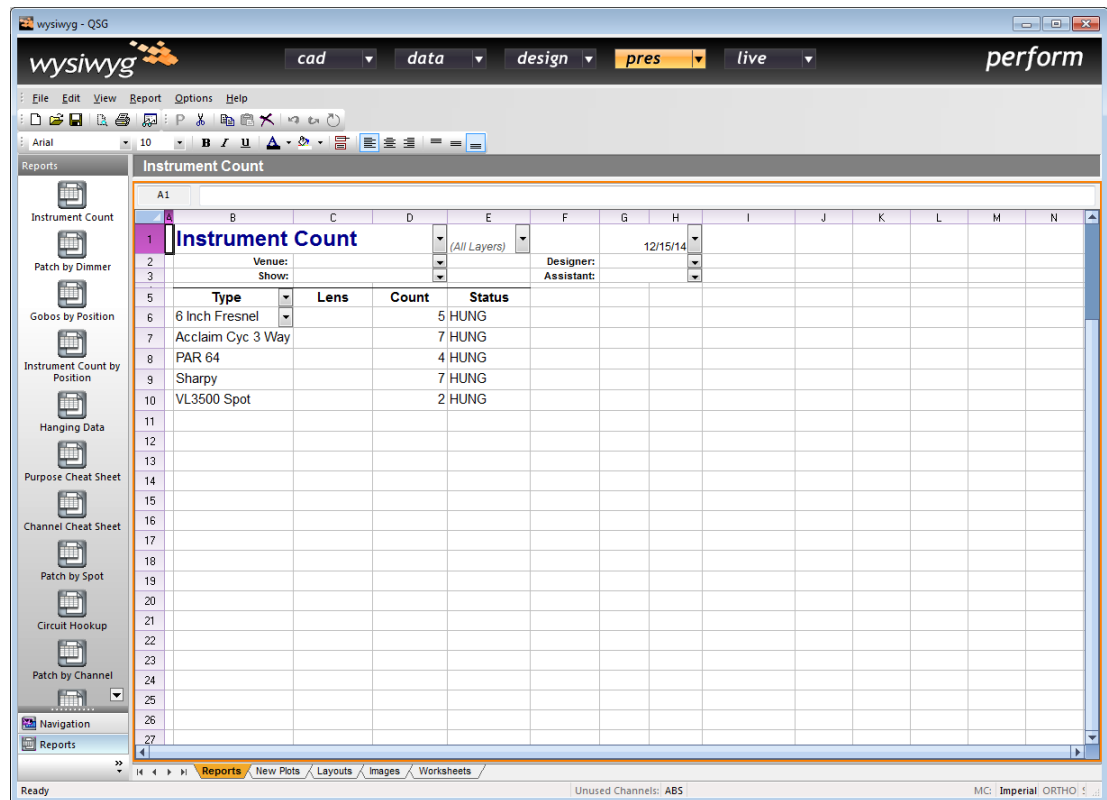 wysiwyg - QSG
wysiwyg cad data design pres live perform
File Edit View Report Options Help
Arial 10 B I U A
Reports Instrument Count
A1
A B C D E F G H I J K L M N
1 Instrument Count (All Layers) 12/15/14
2 Venue: Designer:
3 Show: Assistant:
5 Type Lens Count Status
6 6 Inch Fresnel 5 HUNG
7 Acclaim Cyc 3 Way 7 HUNG
8 PAR 64 4 HUNG
9 Sharpy 7 HUNG
10 VL3500 Spot 2 HUNG
11
12
13
14
15
16
17
18
19
20
21
22
23
24
25
26
27
Instrument Count
Patch by Dimmer
Gobos by Position
Instrument Count by
Position
Hanging Data
Purpose Cheat Sheet
Channel Cheat Sheet
Patch by Spot
Circuit Hookup
Patch by Channel
Navigation
Reports
Reports New Plots Layouts Images Worksheets
Ready Unused Channels: ABS MC: Imperial ORTHO